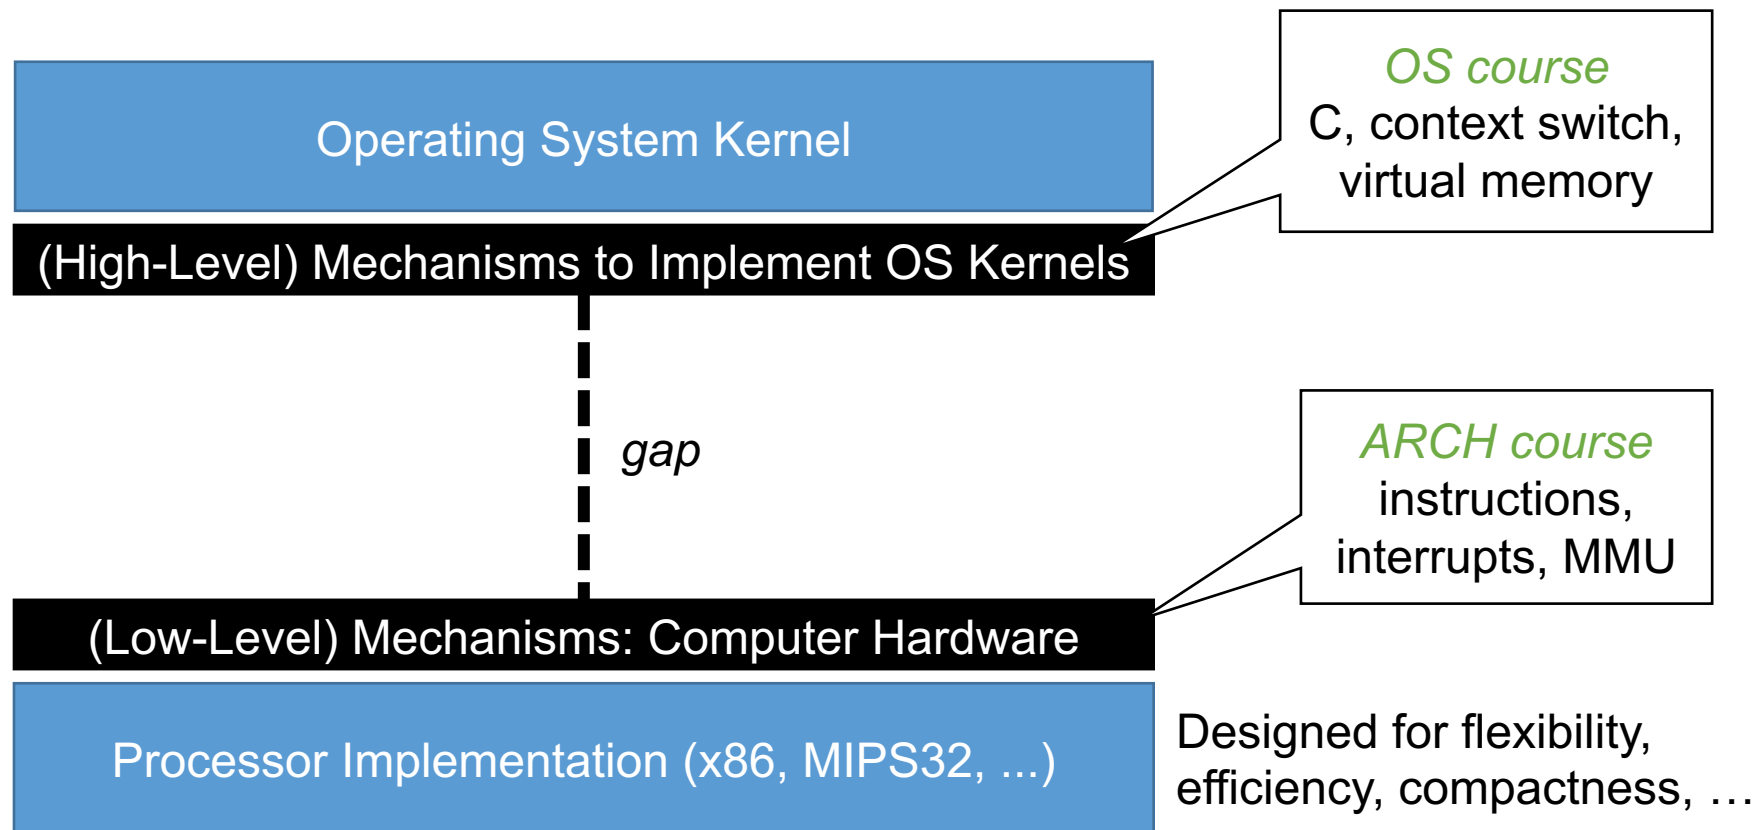 Operating System Kernel
OS course
C, context switch,
virtual memory
(High-Level) Mechanisms to Implement OS Kernels
gap
ARCH course
instructions,
interrupts, MMU
(Low-Level) Mechanisms: Computer Hardware
Processor Implementation (x86, MIPS32, ...)
Designed for flexibility,
efficiency, compactness, …